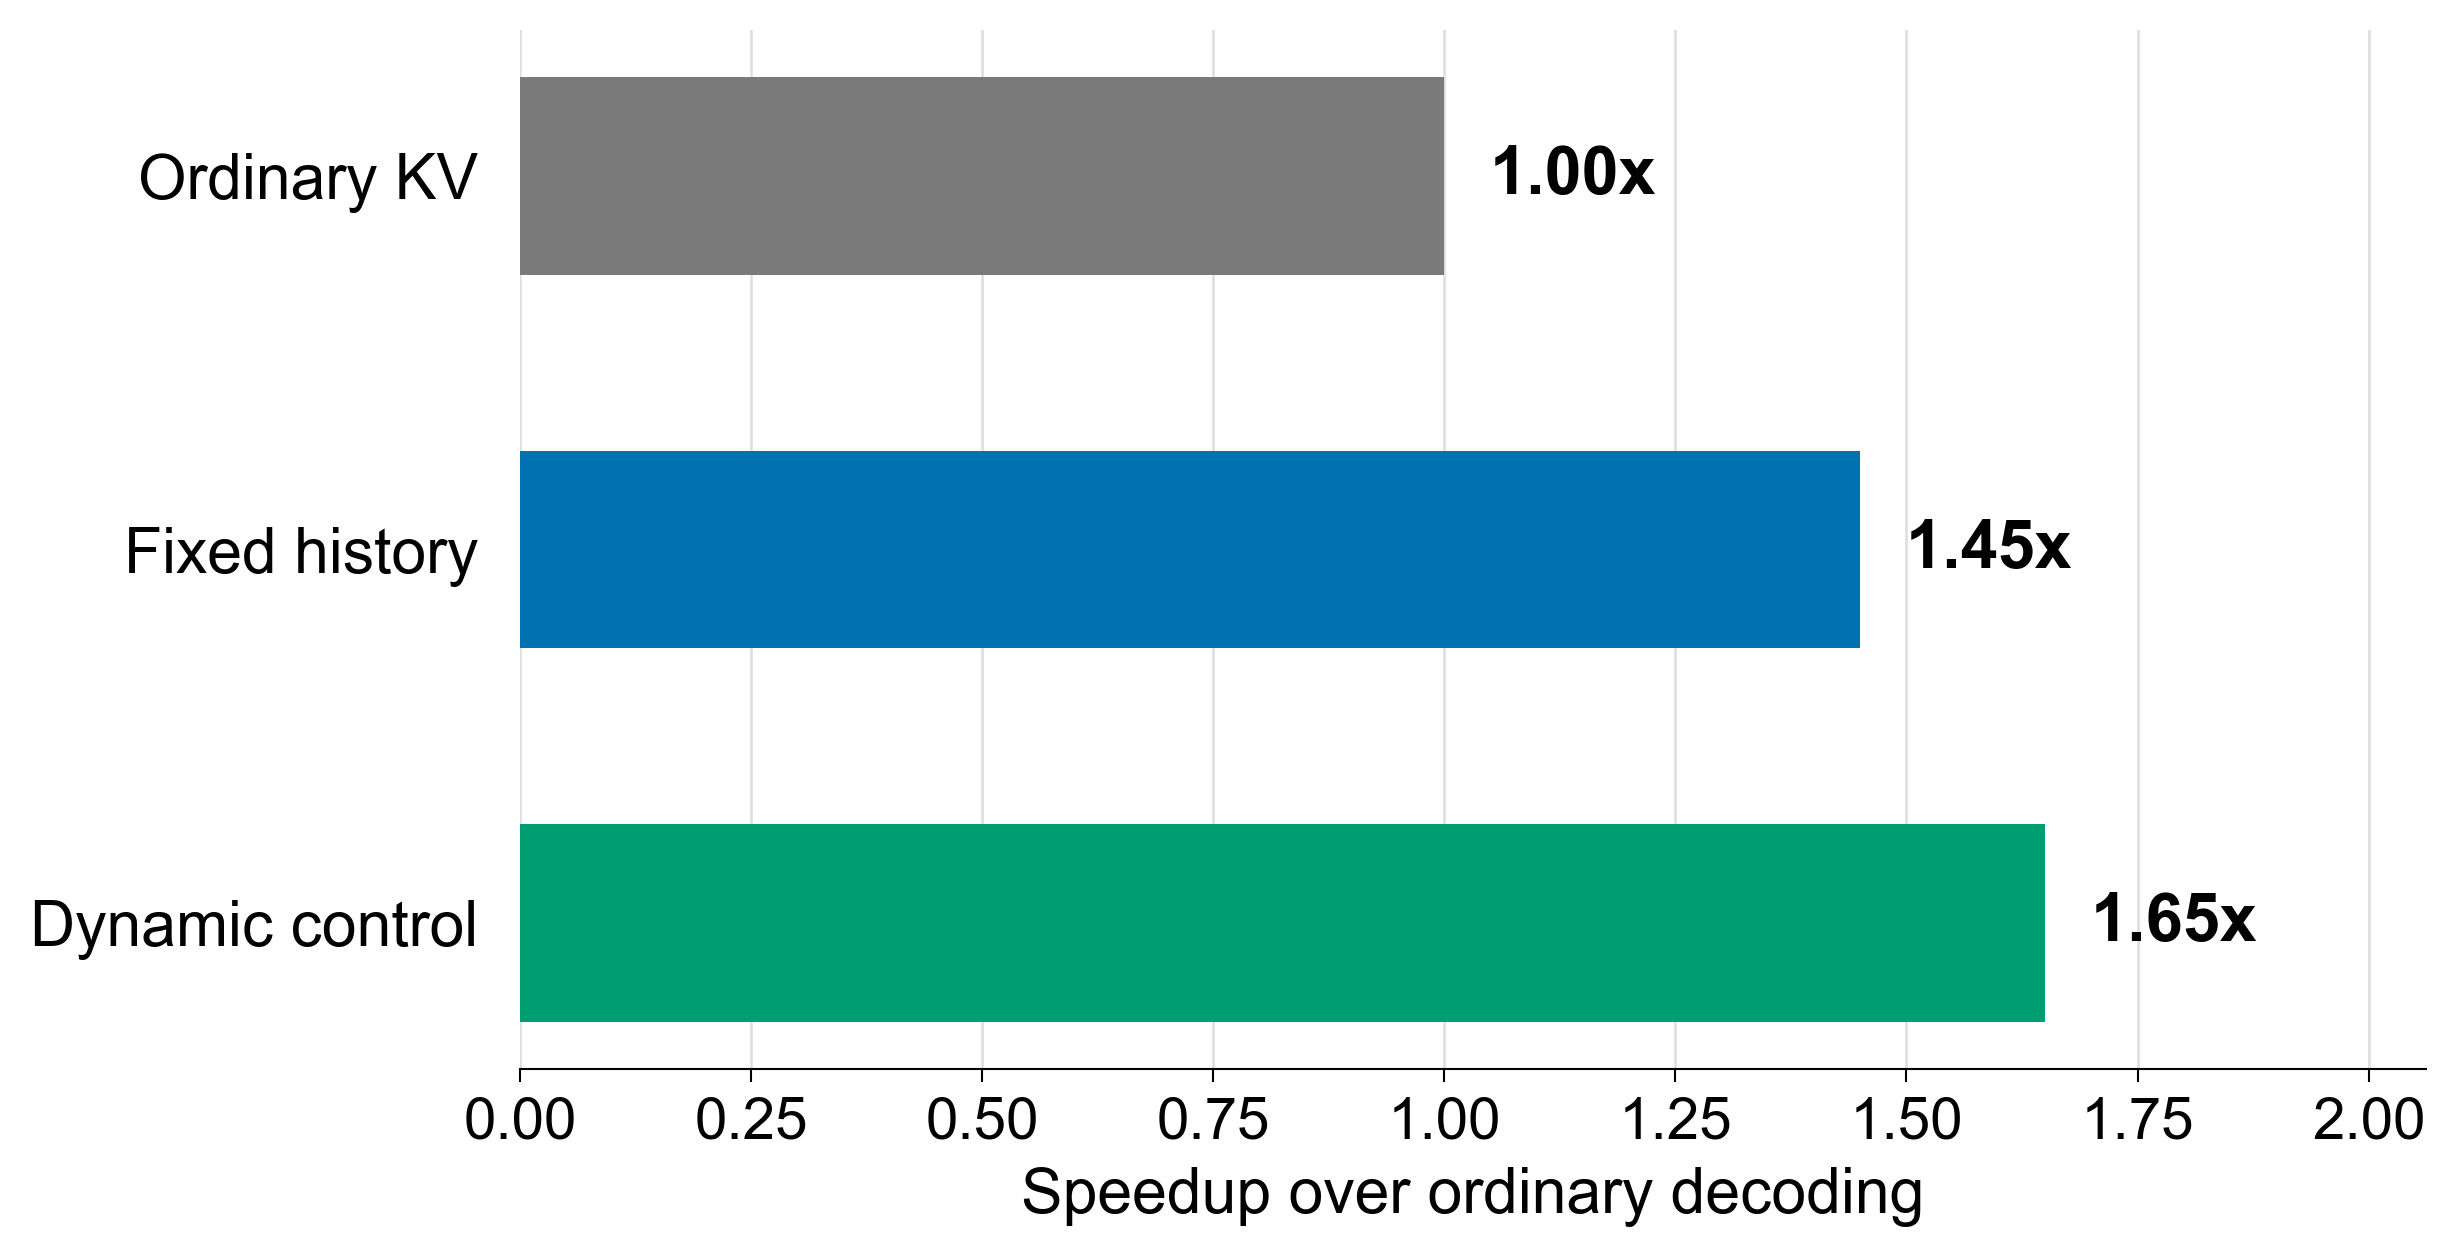 Ordinary KV
1.00x
Fixed history
1.45x
Dynamic control
1.65x
0.00 0.25 0.50 0.75 1.00 1.25 1.50 1.75 2.00
Speedup over ordinary decoding